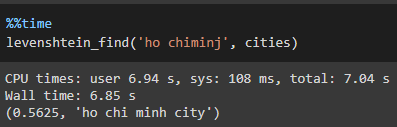 %%time
levenshtein_find('ho chiminj', cities)
CPU times: user 6.94 s, sys: 108 ms, total: 7.04 s
Wall time: 6.85 s
(0.5625, 'ho chi minh city')